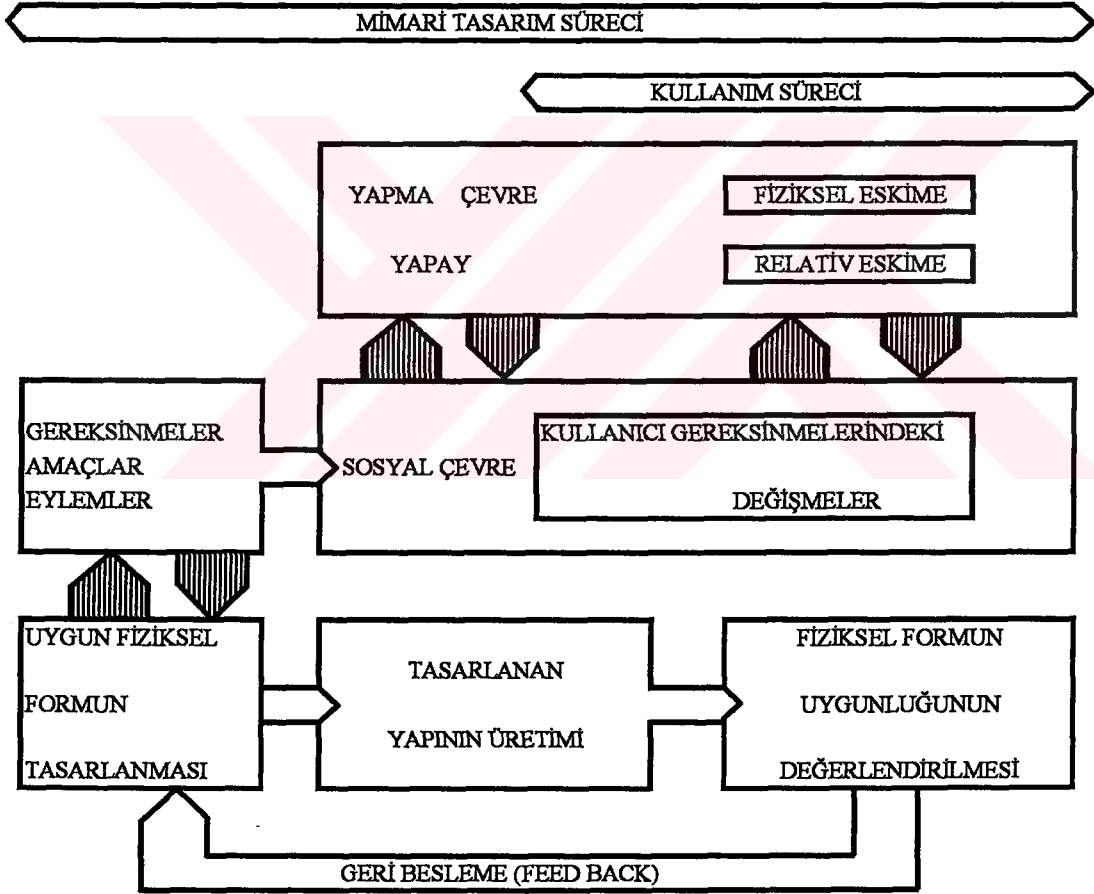 MİMARİ TASARIM SÜRECİ
KULLANIM SÜRECİ
YAPMA ÇEVRE
YAPAY
FİZİKSEL ESKİME
RELATİV ESKİME
GEREKSİNMELER
AMAÇLAR
EYLEMLER
SOSYAL ÇEVRE
KULLANICI GEREKSİNMELERİNDEKİ
DEĞİŞMELER
UYGUN FİZİKSEL
FORMUN
TASARLANMASI
TASARLANAN
YAPININ ÜRETİMİ
FİZİKSEL FORMUN
UYGUNLUĞUNUN
DEĞERLENDİRİLMESİ
GERİ BESLEME (FEED BACK)